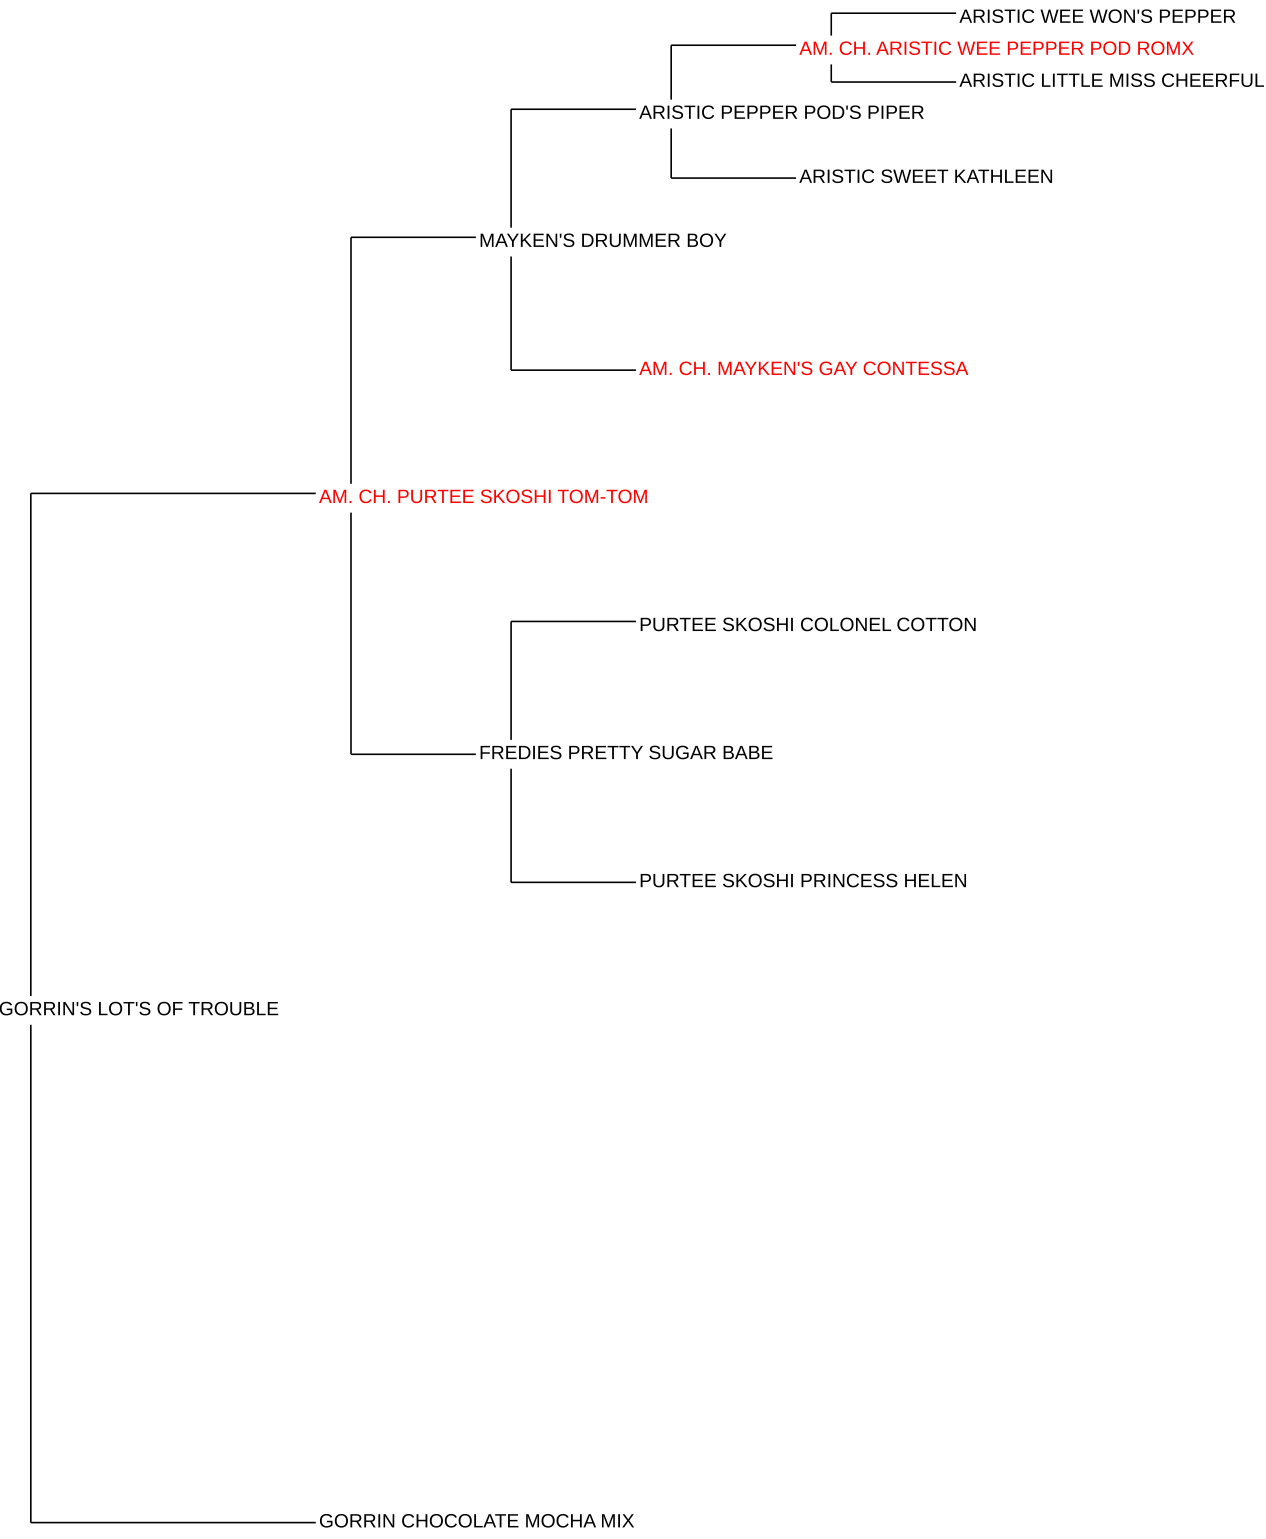 ARISTIC WEE WON'S PEPPER
AM. CH. ARISTIC WEE PEPPER POD ROMX
ARISTIC LITTLE MISS CHEERFUL
ARISTIC PEPPER POD'S PIPER
ARISTIC SWEET KATHLEEN
MAYKEN'S DRUMMER BOY
AM. CH. MAYKEN'S GAY CONTESSA
AM. CH. PURTEE SKOSHI TOM-TOM
PURTEE SKOSHI COLONEL COTTON
FREDIES PRETTY SUGAR BABE
PURTEE SKOSHI PRINCESS HELEN
GORRIN'S LOT'S OF TROUBLE
GORRIN CHOCOLATE MOCHA MIX